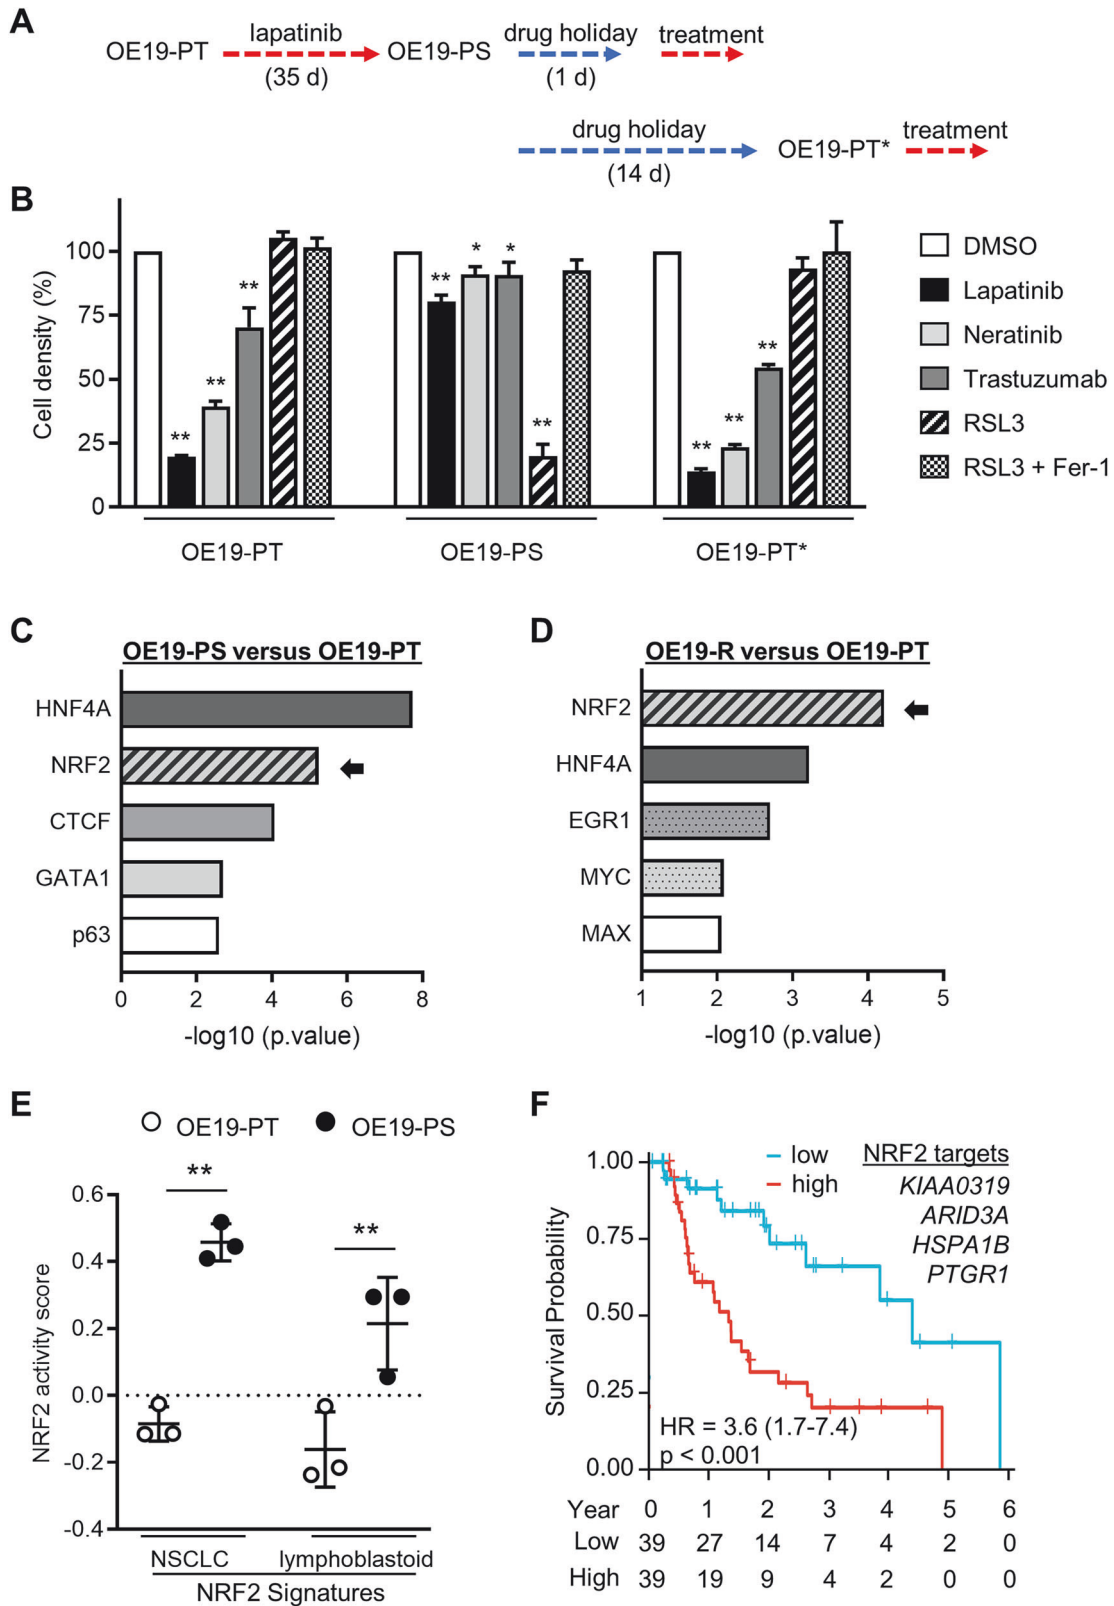 A
OE19-PT lapatinib (35 d) OE19-PS drug holiday (1 d) treatment
drug holiday (14 d) OE19-PT* treatment
B
Cell density (%)
100
75
50
25
0
** ** **
** * * **
** ** **
OE19-PT OE19-PS OE19-PT*
DMSO
Lapatinib
Neratinib
Trastuzumab
RSL3
RSL3 + Fer-1
C
OE19-PS versus OE19-PT
HNF4A
NRF2
CTCF
GATA1
p63
0 2 4 6 8
-log10 (p.value)
D
OE19-R versus OE19-PT
NRF2
HNF4A
EGR1
MYC
MAX
1 2 3 4 5
-log10 (p.value)
E
OE19-PT OE19-PS
NRF2 activity score
0.6
0.4
0.2
0.0
-0.2
-0.4
**
**
NSCLC lymphoblastoid
NRF2 Signatures
F
Survival Probability
1.00
0.75
0.50
0.25
0.00
low
high
NRF2 targets
KIAA0319
ARID3A
HSPA1B
PTGR1
HR = 3.6 (1.7-7.4)
p < 0.001
Year 0 1 2 3 4 5 6
Low 39 27 14 7 4 2 0
High 39 19 9 4 2 0 0